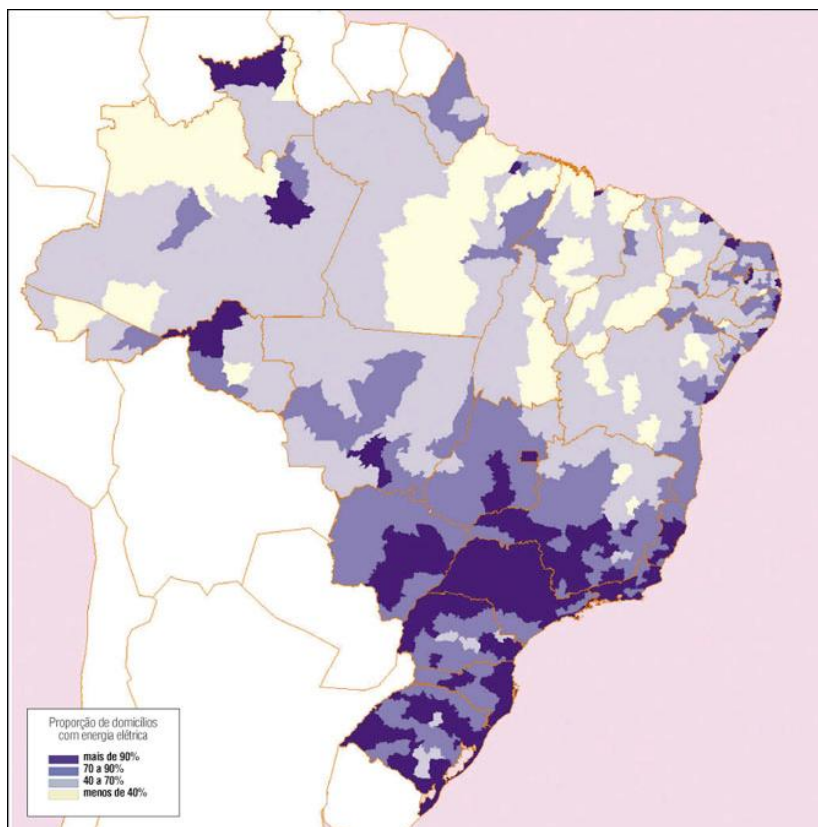 Proporção de domicílios
com energia elétrica
mais de 90%
70 a 90%
40 a 70%
menos de 40%